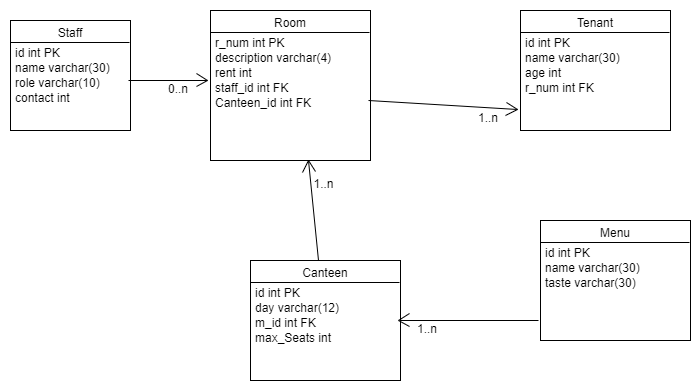 Staff
id int PK
name varchar(30)
role varchar(10)
contact int
0..n
Room
r_num int PK
description varchar(4)
rent int
staff_id int FK
Canteen_id int FK
1..n
Tenant
id int PK
name varchar(30)
age int
r_num int FK
1..n
Canteen
id int PK
day varchar(12)
m_id int FK
max_Seats int
1..n
Menu
id int PK
name varchar(30)
taste varchar(30)